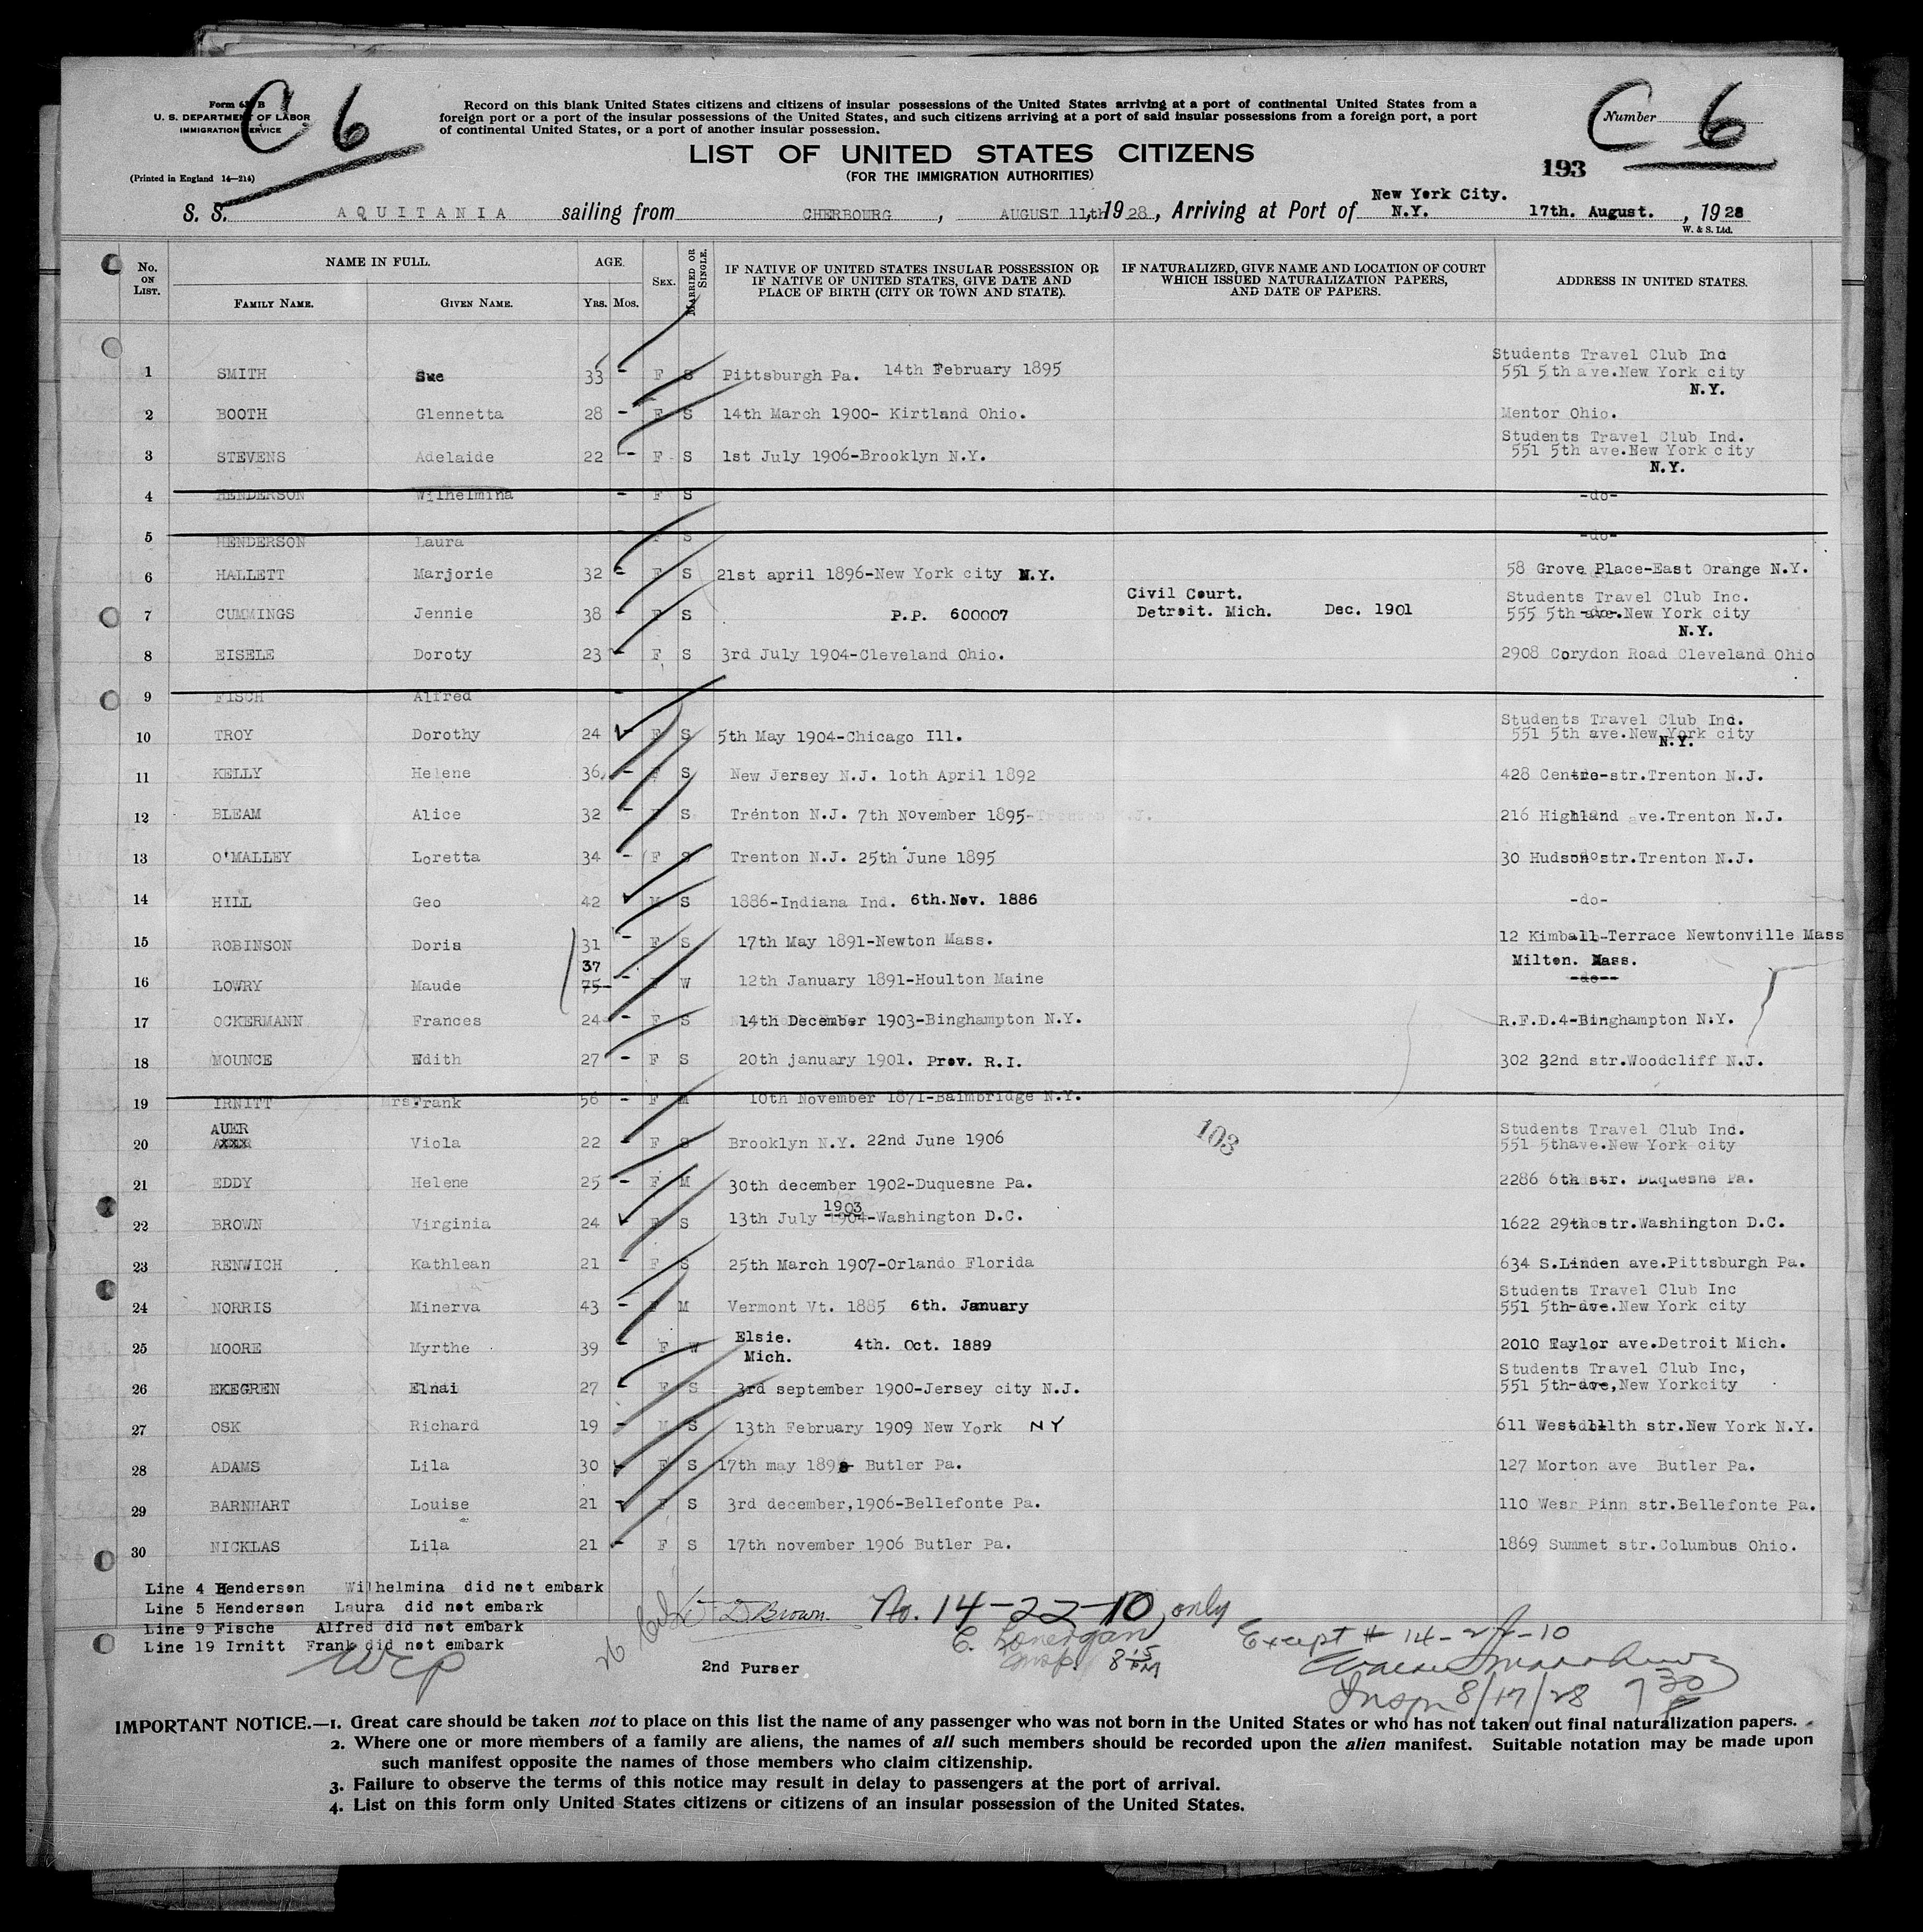 C 6
Form 630 B
U. S. DEPARTMENT OF LABOR
IMMIGRATION SERVICE
(Printed in England 14—214)
Record on this blank United States citizens and citizens of insular possessions of the United States arriving at a port of continental United States from a
foreign port or a port of the insular possessions of the United States, and such citizens arriving at a port of said insular possessions from a foreign port, a port
of continental United States, or a port of another insular possession.
C Number 6
LIST OF UNITED STATES CITIZENS
(FOR THE IMMIGRATION AUTHORITIES)
193
S. S. AQUITANIA sailing from CHERBOURG, AUGUST 11th 1928, Arriving at Port of New York City. N.Y. 17th. August., 1928
W. & S. Ltd.
No. ON LIST. NAME IN FULL. FAMILY NAME. GIVEN NAME. AGE. YRS. MOS. SEX. MARRIED OR SINGLE. IF NATIVE OF UNITED STATES INSULAR POSSESSION OR IF NATIVE OF UNITED STATES, GIVE DATE AND PLACE OF BIRTH (CITY OR TOWN AND STATE). IF NATURALIZED, GIVE NAME AND LOCATION OF COURT WHICH ISSUED NATURALIZATION PAPERS, AND DATE OF PAPERS. ADDRESS IN UNITED STATES.
1 SMITH Sue 33 - F S Pittsburgh Pa. 14th February 1895 Students Travel Club Inc 551 5th ave.New York city N.Y.
2 BOOTH Glennetta 28 - F S 14th March 1900- Kirtland Ohio. Mentor Ohio.
3 STEVENS Adelaide 22 - F S 1st July 1906-Brooklyn N.Y. Students Travel Club Ind. 551 5th ave.New York city N.Y.
4 HENDERSON Wilhelmina - F S -do-
5 HENDERSON Laura F S -do-
6 HALLETT Marjorie 32 - F S 21st april 1896-New York city N.Y. 58 Grove Place-East Orange N.Y.
7 CUMMINGS Jennie 38 - F S P.P. 600007 Civil Court. Detroit. Mich. Dec. 1901 Students Travel Club Inc. 555 5th ave.New York city N.Y.
8 EISELE Doroty 23 - F S 3rd July 1904-Cleveland Ohio. 2908 Corydon Road Cleveland Ohio
9 FISCH Alfred -
10 TROY Dorothy 24 - F S 5th May 1904-Chicago Ill. Students Travel Club Ind. 551 5th ave.New York city N.Y.
11 KELLY Helene 36 - F S New Jersey N.J. 1oth April 1892 428 Centre-str.Trenton N.J.
12 BLEAM Alice 32 - F S Trenton N.J. 7th November 1895- 216 Highland ave.Trenton N.J.
13 O'MALLEY Loretta 34 - F S Trenton N.J. 25th June 1895 30 Hudson str.Trenton N.J.
14 HILL Geo 42 M S 1886-Indiana Ind. 6th.Nov. 1886 -do-
15 ROBINSON Doris 31 - F S 17th May 1891-Newton Mass. 12 Kimball-Terrace Newtonville Mass
16 LOWRY Maude 37 75 - F W 12th January 1891-Houlton Maine Milton. Mass. -do-
17 OCKERMANN Frances 24 - F S 14th December 1903-Binghampton N.Y. R.F.D.4-Binghampton N.Y.
18 MOUNCE Edith 27 - F S 20th january 1901. Prov. R.I. 302 32nd str.Woodcliff N.J.
19 IRNITT Mrs.Frank 56 - F M 10th November 1871-Baimbridge N.Y.
103
20 AUER Viola 22 - F S Brooklyn N.Y. 22nd June 1906 Students Travel Club Ind. 551 5thave.New York city
21 EDDY Helene 25 - F M 30th december 1902-Duquesne Pa. 2286 6th str. Duquesne Pa.
22 BROWN Virginia 24 F S 13th July 1903 1904-Washington D.C. 1622 29th str.Washington D.C.
23 RENWICH Kathlean 21 - F S 25th March 1907-Orlando Florida 634 S.Linden ave.Pittsburgh Pa.
24 NORRIS Minerva 43 - F M Vermont Vt. 1885 6th. January Students Travel Club Inc 551 5th-ave.New York city
25 MOORE Myrthe 39 - F W Elsie. Mich. 4th. Oct. 1889 2010 Taylor ave.Detroit Mich.
26 EKEGREN Elnai 27 - F S 3rd september 1900-Jersey city N.J. Students Travel Club Inc, 551 5th-ave,New Yorkcity
27 OSK Richard 19 - M S 13th February 1909 New York NY 611 West 111th str.New York N.Y.
28 ADAMS Lila 30 - F S 17th may 1898- Butler Pa. 127 Morton ave Butler Pa.
29 BARNHART Louise 21 - F S 3rd december,1906-Bellefonte Pa. 110 Wesr Pinn str.Bellefonte Pa.
30 NICKLAS Lila 21 - F S 17th november 1906 Butler Pa. 1869 Summet str.Columbus Ohio.
Line 4 Henderson Wilhelmina did not embark
Line 5 Henderson Laura did not embark
Line 9 Fische Alfred did not embark
Line 19 Irnitt Frank did not embark
WEP
26
D Brown
2nd Purser
No. 14-22-10 only
C. Lonergan
Insp. 8 15 PM
Except # 14-22-10
Inspr 8/17/28 7 30 P
IMPORTANT NOTICE.—1. Great care should be taken not to place on this list the name of any passenger who was not born in the United States or who has not taken out final naturalization papers.
2. Where one or more members of a family are aliens, the names of all such members should be recorded upon the alien manifest. Suitable notation may be made upon
such manifest opposite the names of those members who claim citizenship.
3. Failure to observe the terms of this notice may result in delay to passengers at the port of arrival.
4. List on this form only United States citizens or citizens of an insular possession of the United States.